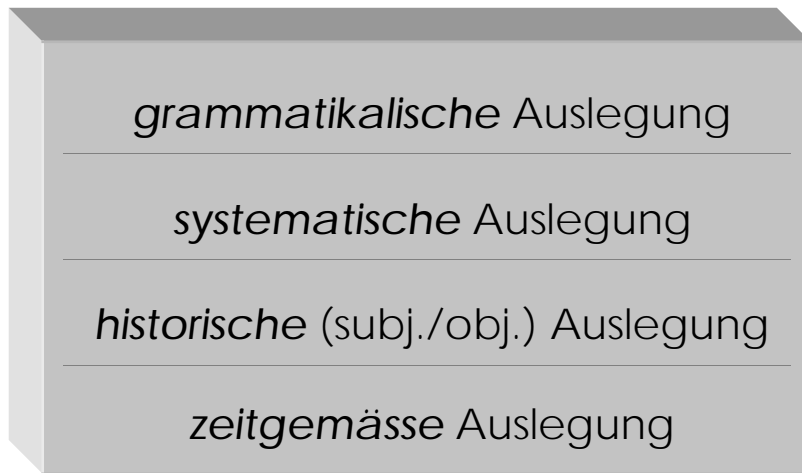 grammatikalische Auslegung
systematische Auslegung
historische (subj./obj.) Auslegung
zeitgemässe Auslegung